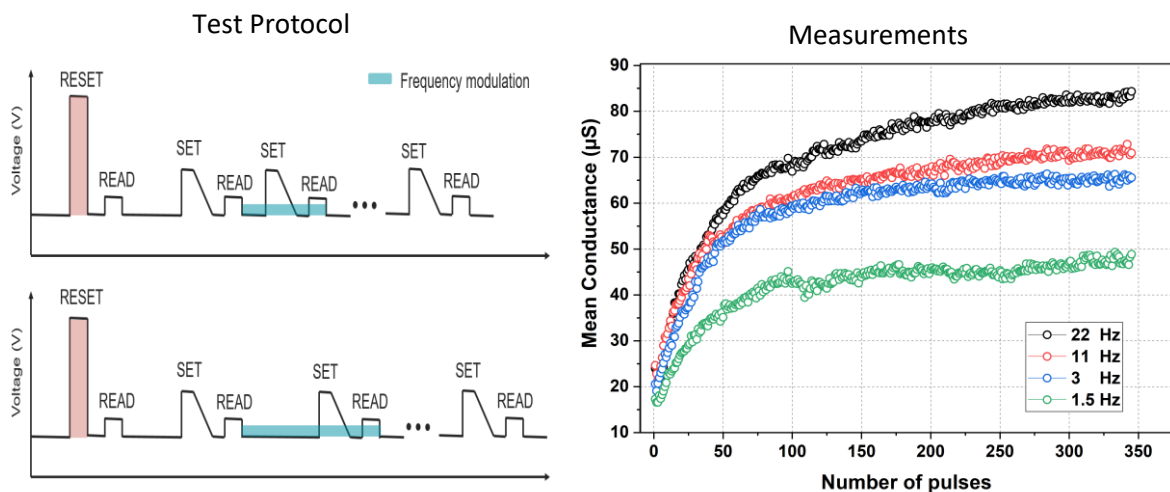 Test Protocol
Frequency modulation
Voltage (V)
RESET
READ
SET
READ
SET
READ
•••
SET
READ
Voltage (V)
RESET
READ
SET
READ
SET
READ
•••
SET
READ
Measurements
Mean Conductance (µS)
90
80
70
60
50
40
30
20
10
0 50 100 150 200 250 300 350
Number of pulses
22 Hz
11 Hz
3 Hz
1.5 Hz